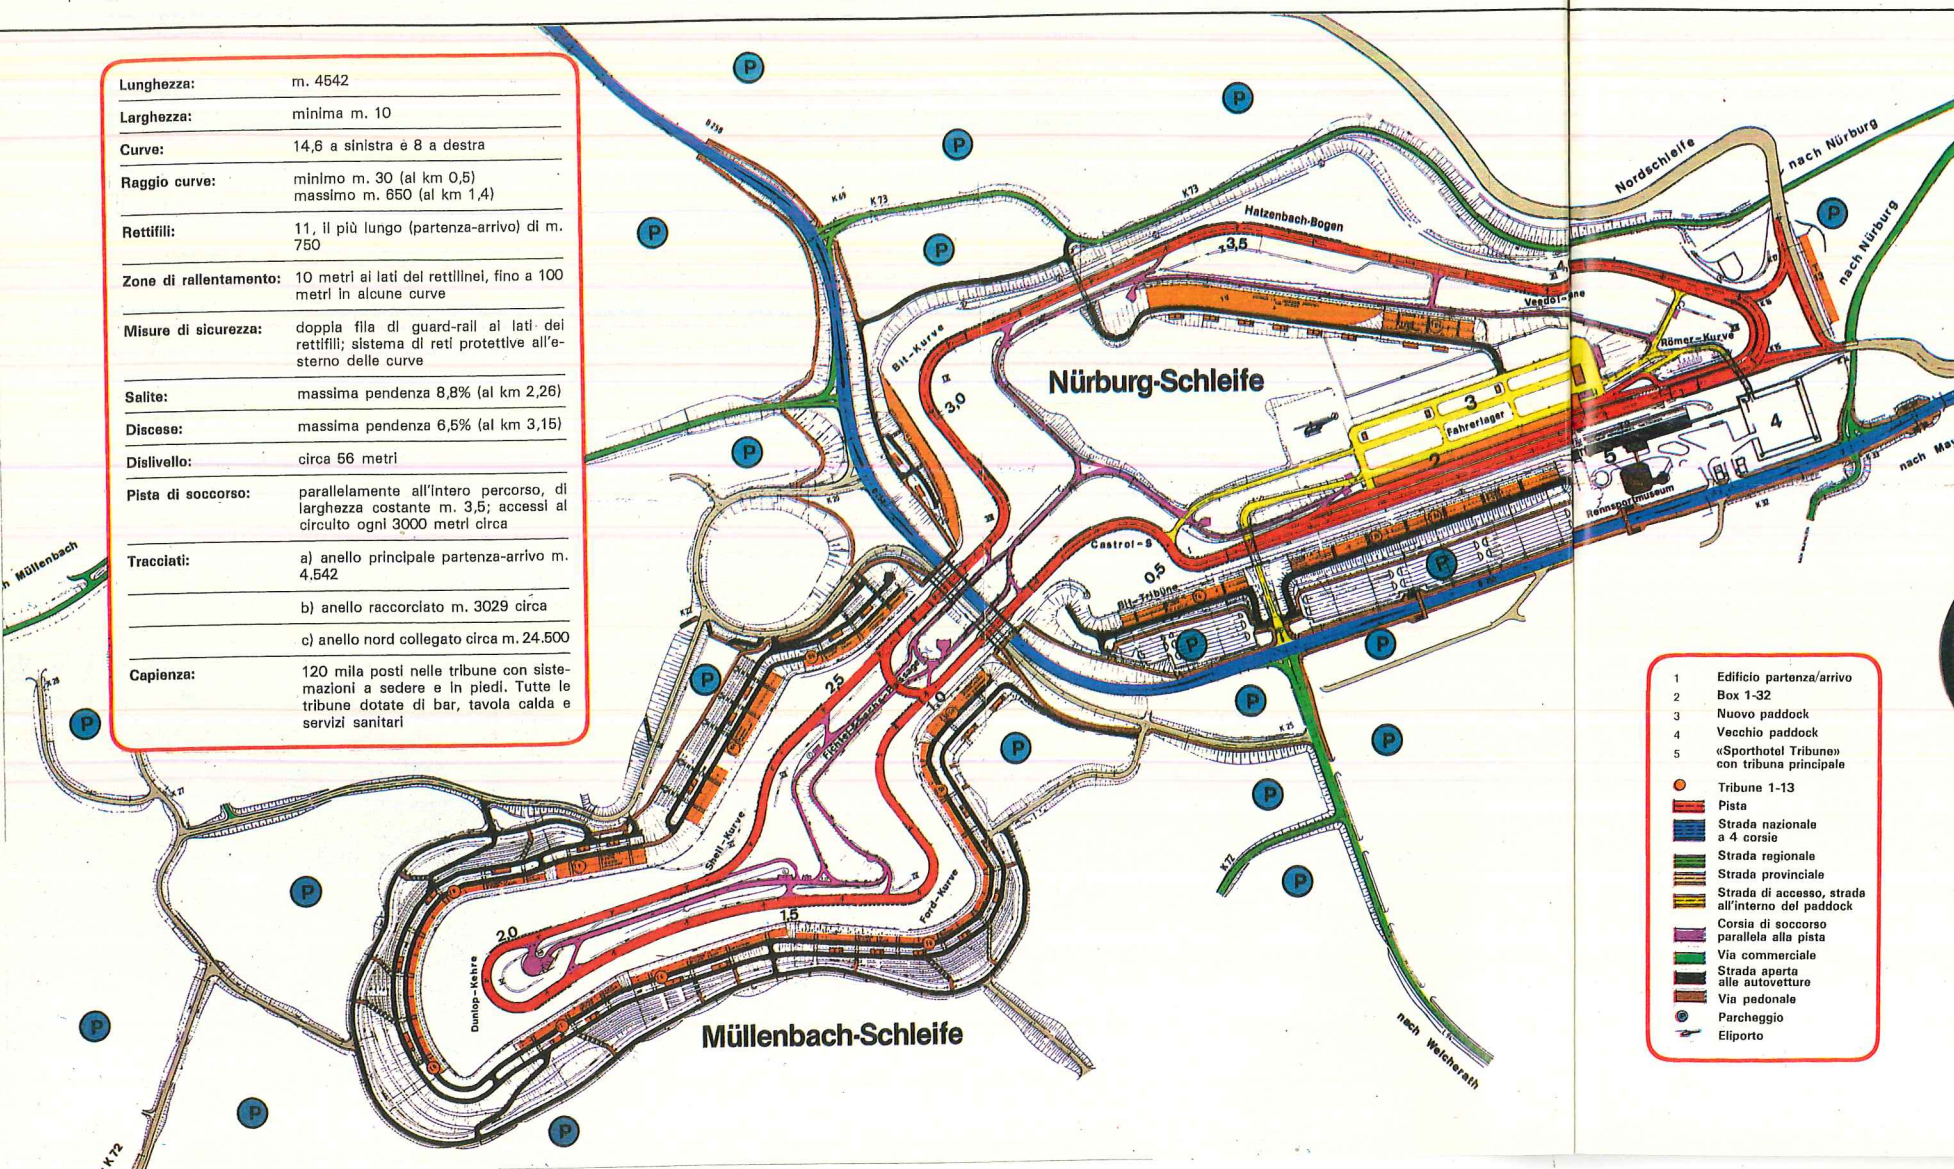 Lunghezza: m. 4542
Larghezza: minima m. 10
Curve: 14,6 a sinistra e 8 a destra
Raggio curve: minimo m. 30 (al km 0,5)
massimo m. 650 (al km 1,4)
Rettifili: 11, il più lungo (partenza-arrivo) di m.
750
Zone di rallentamento: 10 metri ai lati dei rettilinei, fino a 100
metri in alcune curve
Misure di sicurezza: doppia fila di guard-rail ai lati dei
rettifili; sistema di reti protettive all'e-
sterno delle curve
Salite: massima pendenza 8,8% (al km 2,26)
Discese: massima pendenza 6,5% (al km 3,15)
Dislivello: circa 56 metri
Pista di soccorso: parallelamente all'intero percorso, di
larghezza costante m. 3,5; accessi al
circuito ogni 3000 metri circa
Tracciati: a) anello principale partenza-arrivo m.
4.542
b) anello raccorciato m. 3029 circa
c) anello nord collegato circa m. 24.500
Capienza: 120 mila posti nelle tribune con siste-
mazioni a sedere e in piedi. Tutte le
tribune dotate di bar, tavola calda e
servizi sanitari
B 258
K 49
K 73
K 73
Hatzenbach-Bogen
3,5
Nordschleife
nach Nürburg
nach Nürburg
Bit-Kurve
3,0
Nürburg-Schleife
Römer-Kurve
3
Fahrerlager
2
4
5
Rennsportmuseum
Castrol-S
0,5
Bit-Tribüne
Müllenbach
2,5
1,0
K 25
K 72
Shell-Kurve
Ford-Kurve
1,5
2,0
Dunlop-Kehre
Müllenbach-Schleife
nach Welcherath
K 72
P
1 Edificio partenza/arrivo
2 Box 1-32
3 Nuovo paddock
4 Vecchio paddock
5 «Sporthotel Tribune»
con tribuna principale
Tribune 1-13
Pista
Strada nazionale
a 4 corsie
Strada regionale
Strada provinciale
Strada di accesso, strada
all'interno del paddock
Corsia di soccorso
parallela alla pista
Via commerciale
Strada aperta
alle autovetture
Via pedonale
P Parcheggio
Eliporto